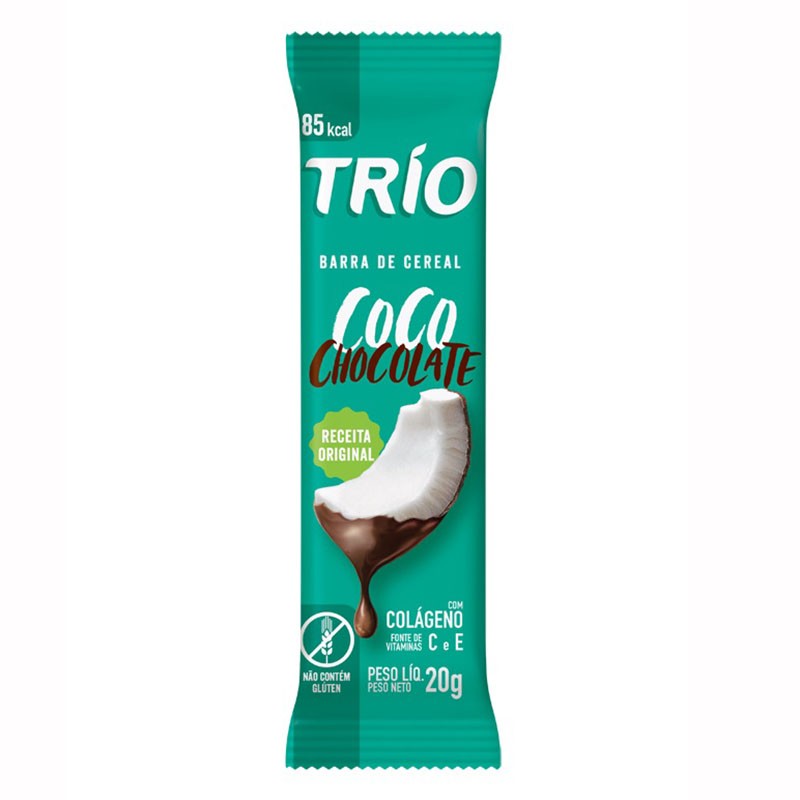 85 kcal
TRÍO
BARRA DE CEREAL
COCO
CHOCOLATE
RECEITA
ORIGINAL
COM
COLÁGENO
FONTE DE
VITAMINAS C e E
NÃO CONTÉM
GLÚTEN
PESO LÍQ.
PESO NETO 20g